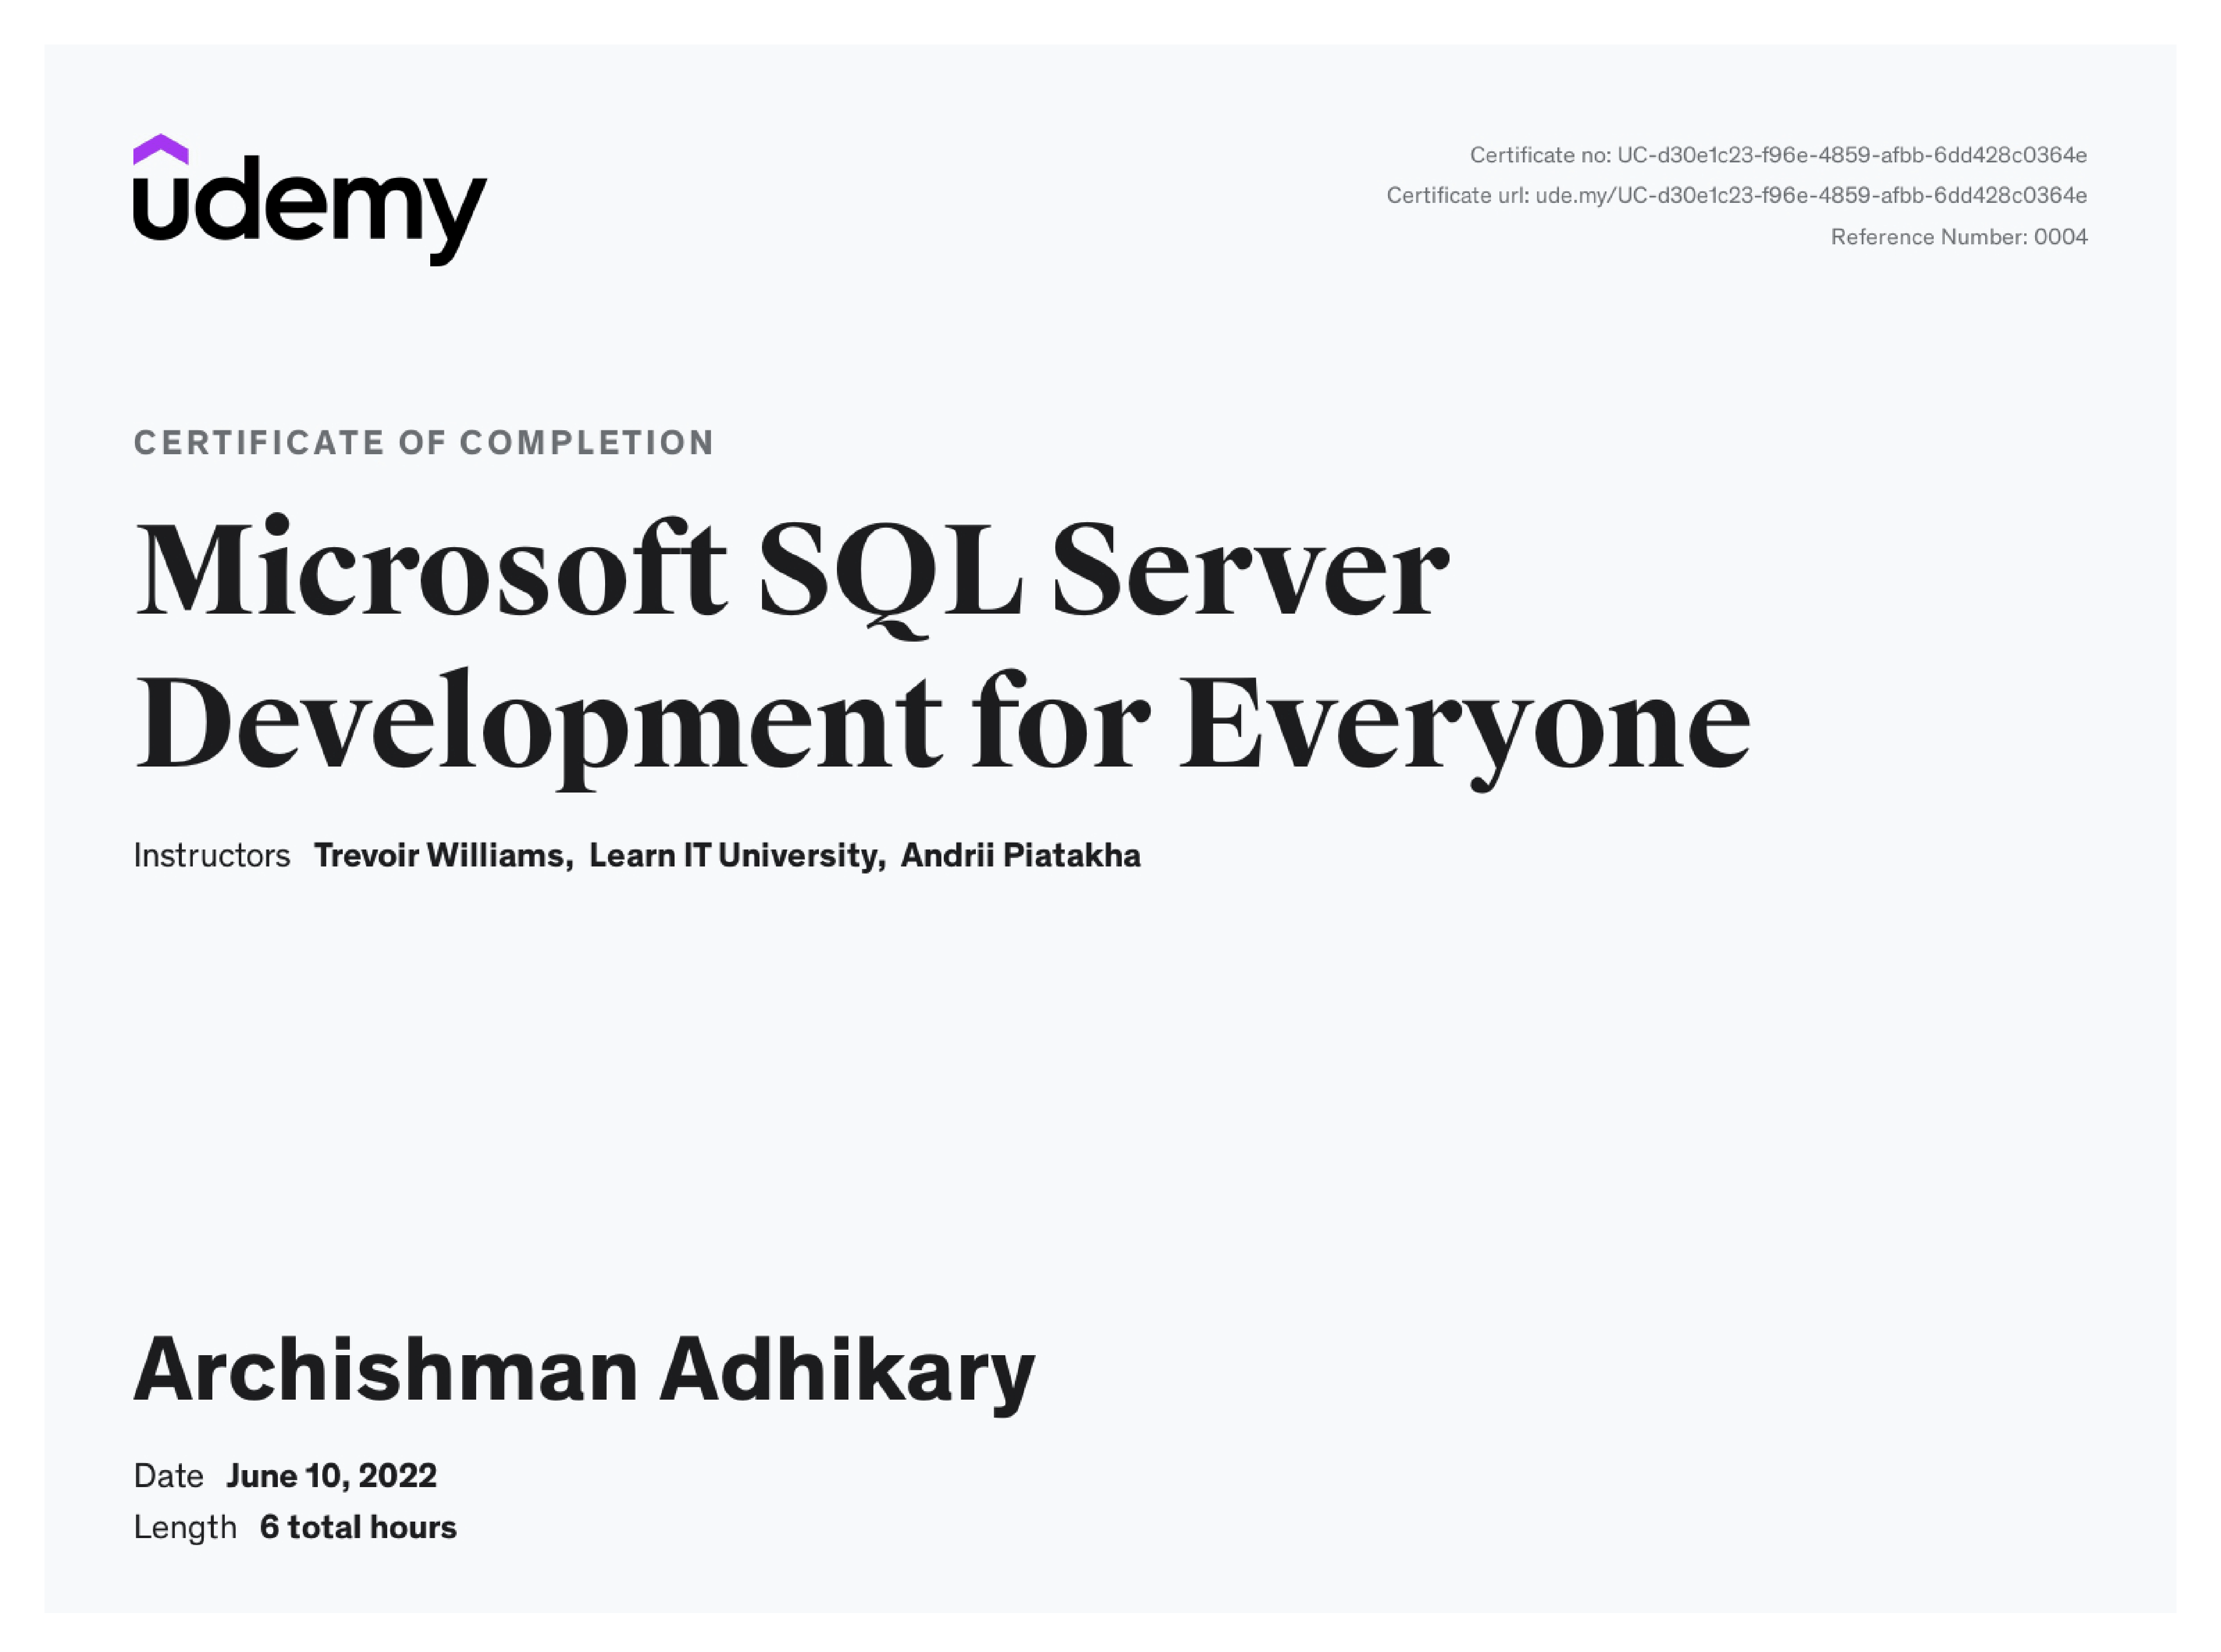 udemy
Certificate no: UC-d30e1c23-f96e-4859-afbb-6dd428c0364e
Certificate url: ude.my/UC-d30e1c23-f96e-4859-afbb-6dd428c0364e
Reference Number: 0004
CERTIFICATE OF COMPLETION
Microsoft SQL Server
Development for Everyone
Instructors Trevoir Williams, Learn IT University, Andrii Piatakha
Archishman Adhikary
Date June 10, 2022
Length 6 total hours